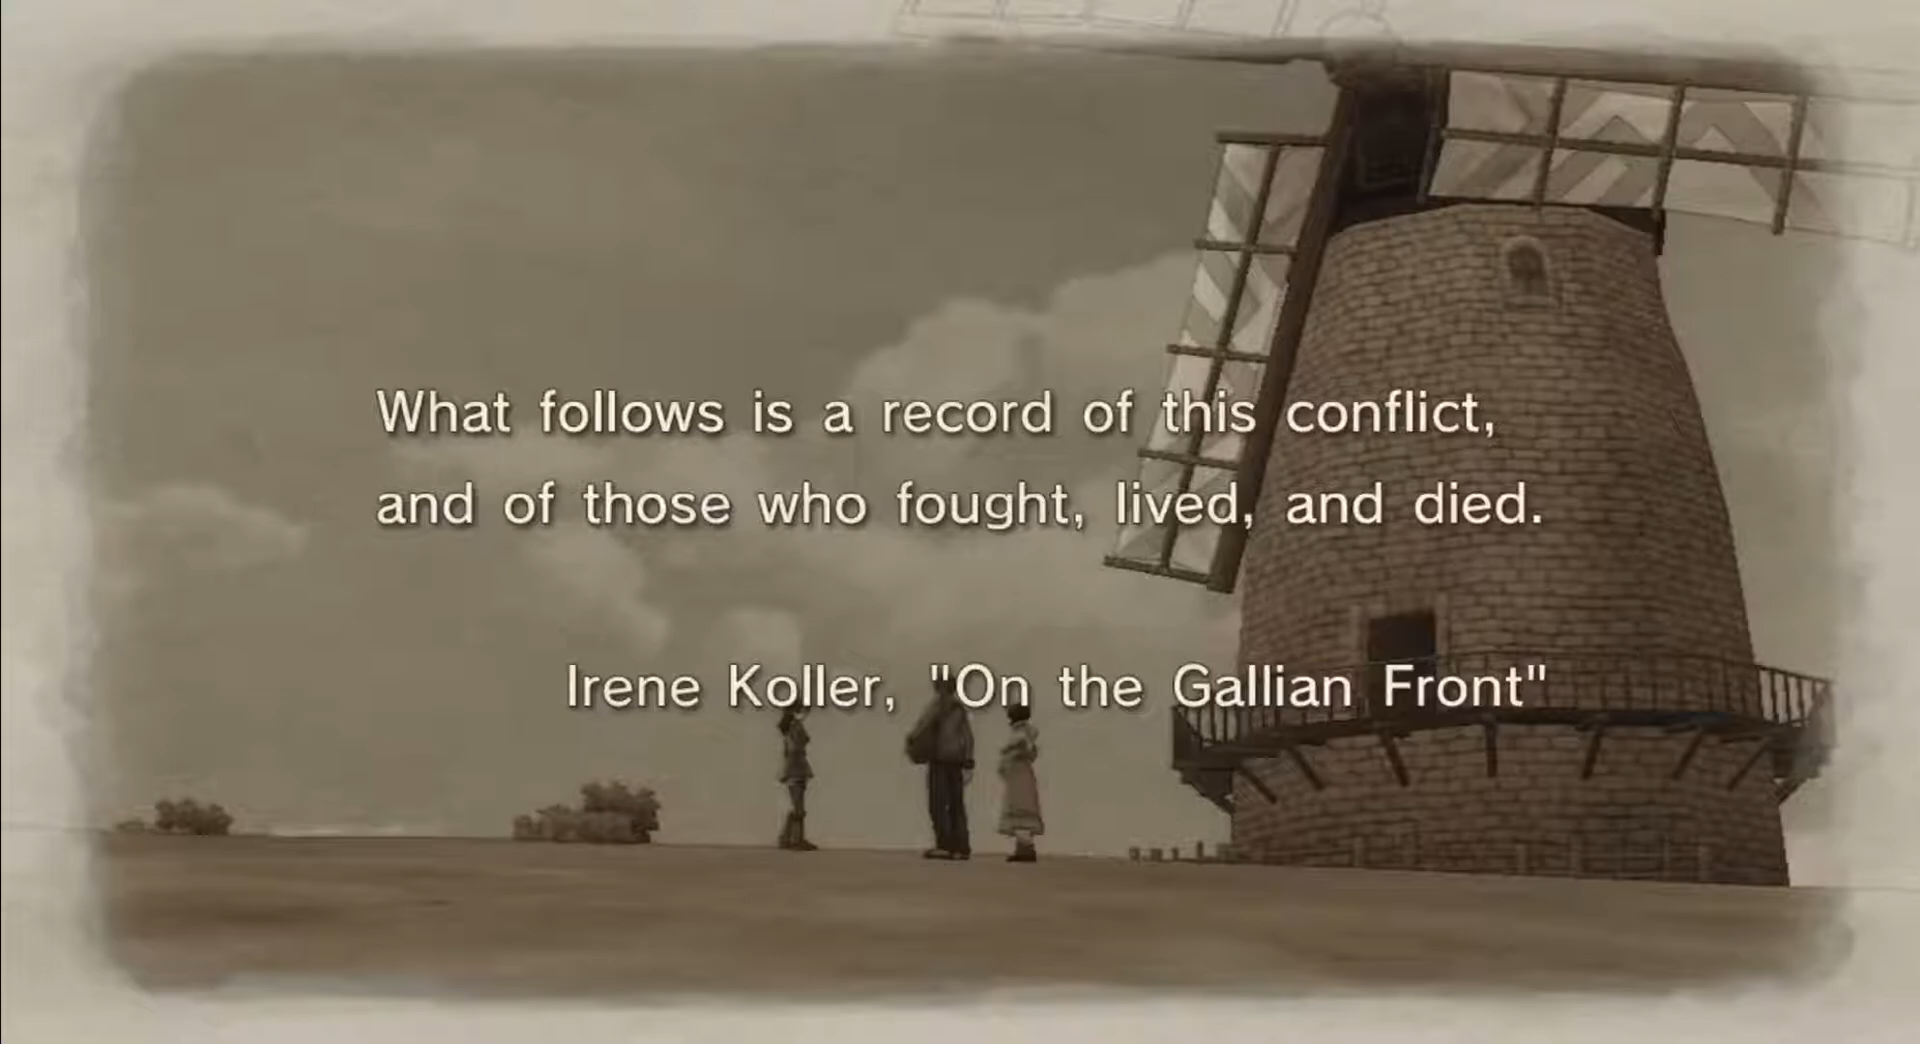 What follows is a record of this conflict,
and of those who fought, lived, and died.
Irene Koller, "On the Gallian Front"